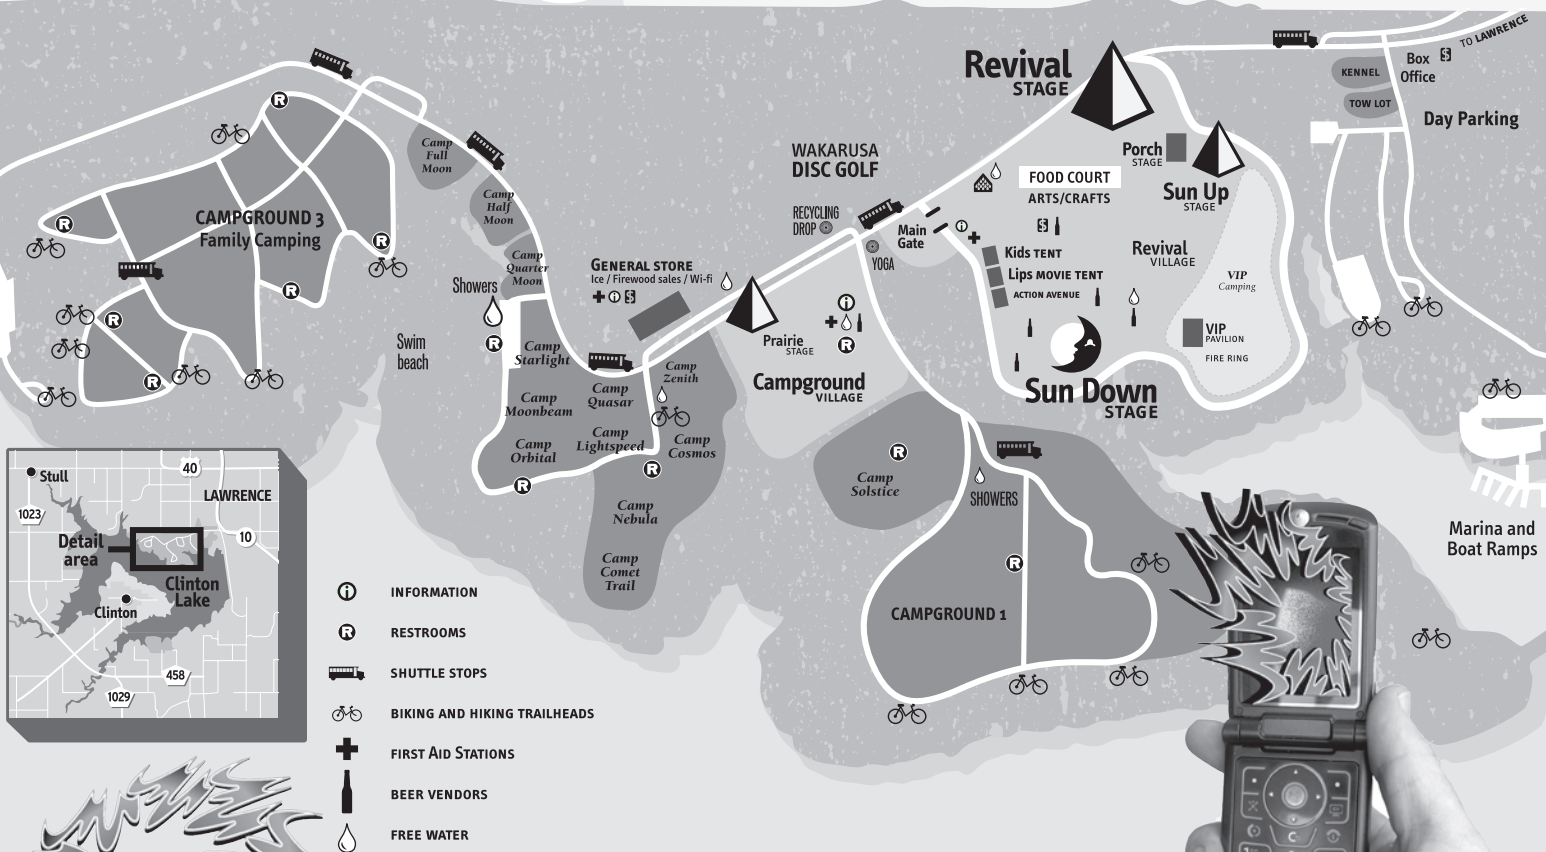 Revival
STAGE
TO LAWRENCE
Box
Office
KENNEL
TOW LOT
Day Parking
Porch
STAGE
Sun Up
STAGE
WAKARUSA
DISC GOLF
FOOD COURT
ARTS/CRAFTS
RECYCLING
DROP
Main
Gate
YOGA
Kids TENT
Lips MOVIE TENT
ACTION AVENUE
Revival
VILLAGE
VIP
Camping
VIP
PAVILION
FIRE RING
Sun Down
STAGE
Camp
Full
Moon
Camp
Half
Moon
Camp
Quarter
Moon
CAMPGROUND 3
Family Camping
GENERAL STORE
Ice / Firewood sales / Wi-fi
Showers
Swim
beach
Prairie
STAGE
Campground
VILLAGE
Camp
Starlight
Camp
Zenith
Camp
Quasar
Camp
Moonbeam
Camp
Lightspeed
Camp
Orbital
Camp
Cosmos
Camp
Nebula
Camp
Comet
Trail
Camp
Solstice
SHOWERS
CAMPGROUND 1
Marina and
Boat Ramps
Stull
40
LAWRENCE
1023
10
Detail
area
Clinton
Lake
Clinton
458
1029
i INFORMATION
R RESTROOMS
SHUTTLE STOPS
BIKING AND HIKING TRAILHEADS
FIRST AID STATIONS
BEER VENDORS
FREE WATER